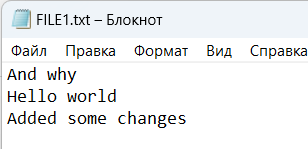 FILE1.txt – Блокнот
Файл Правка Формат Вид Справка
And why
Hello world
Added some changes